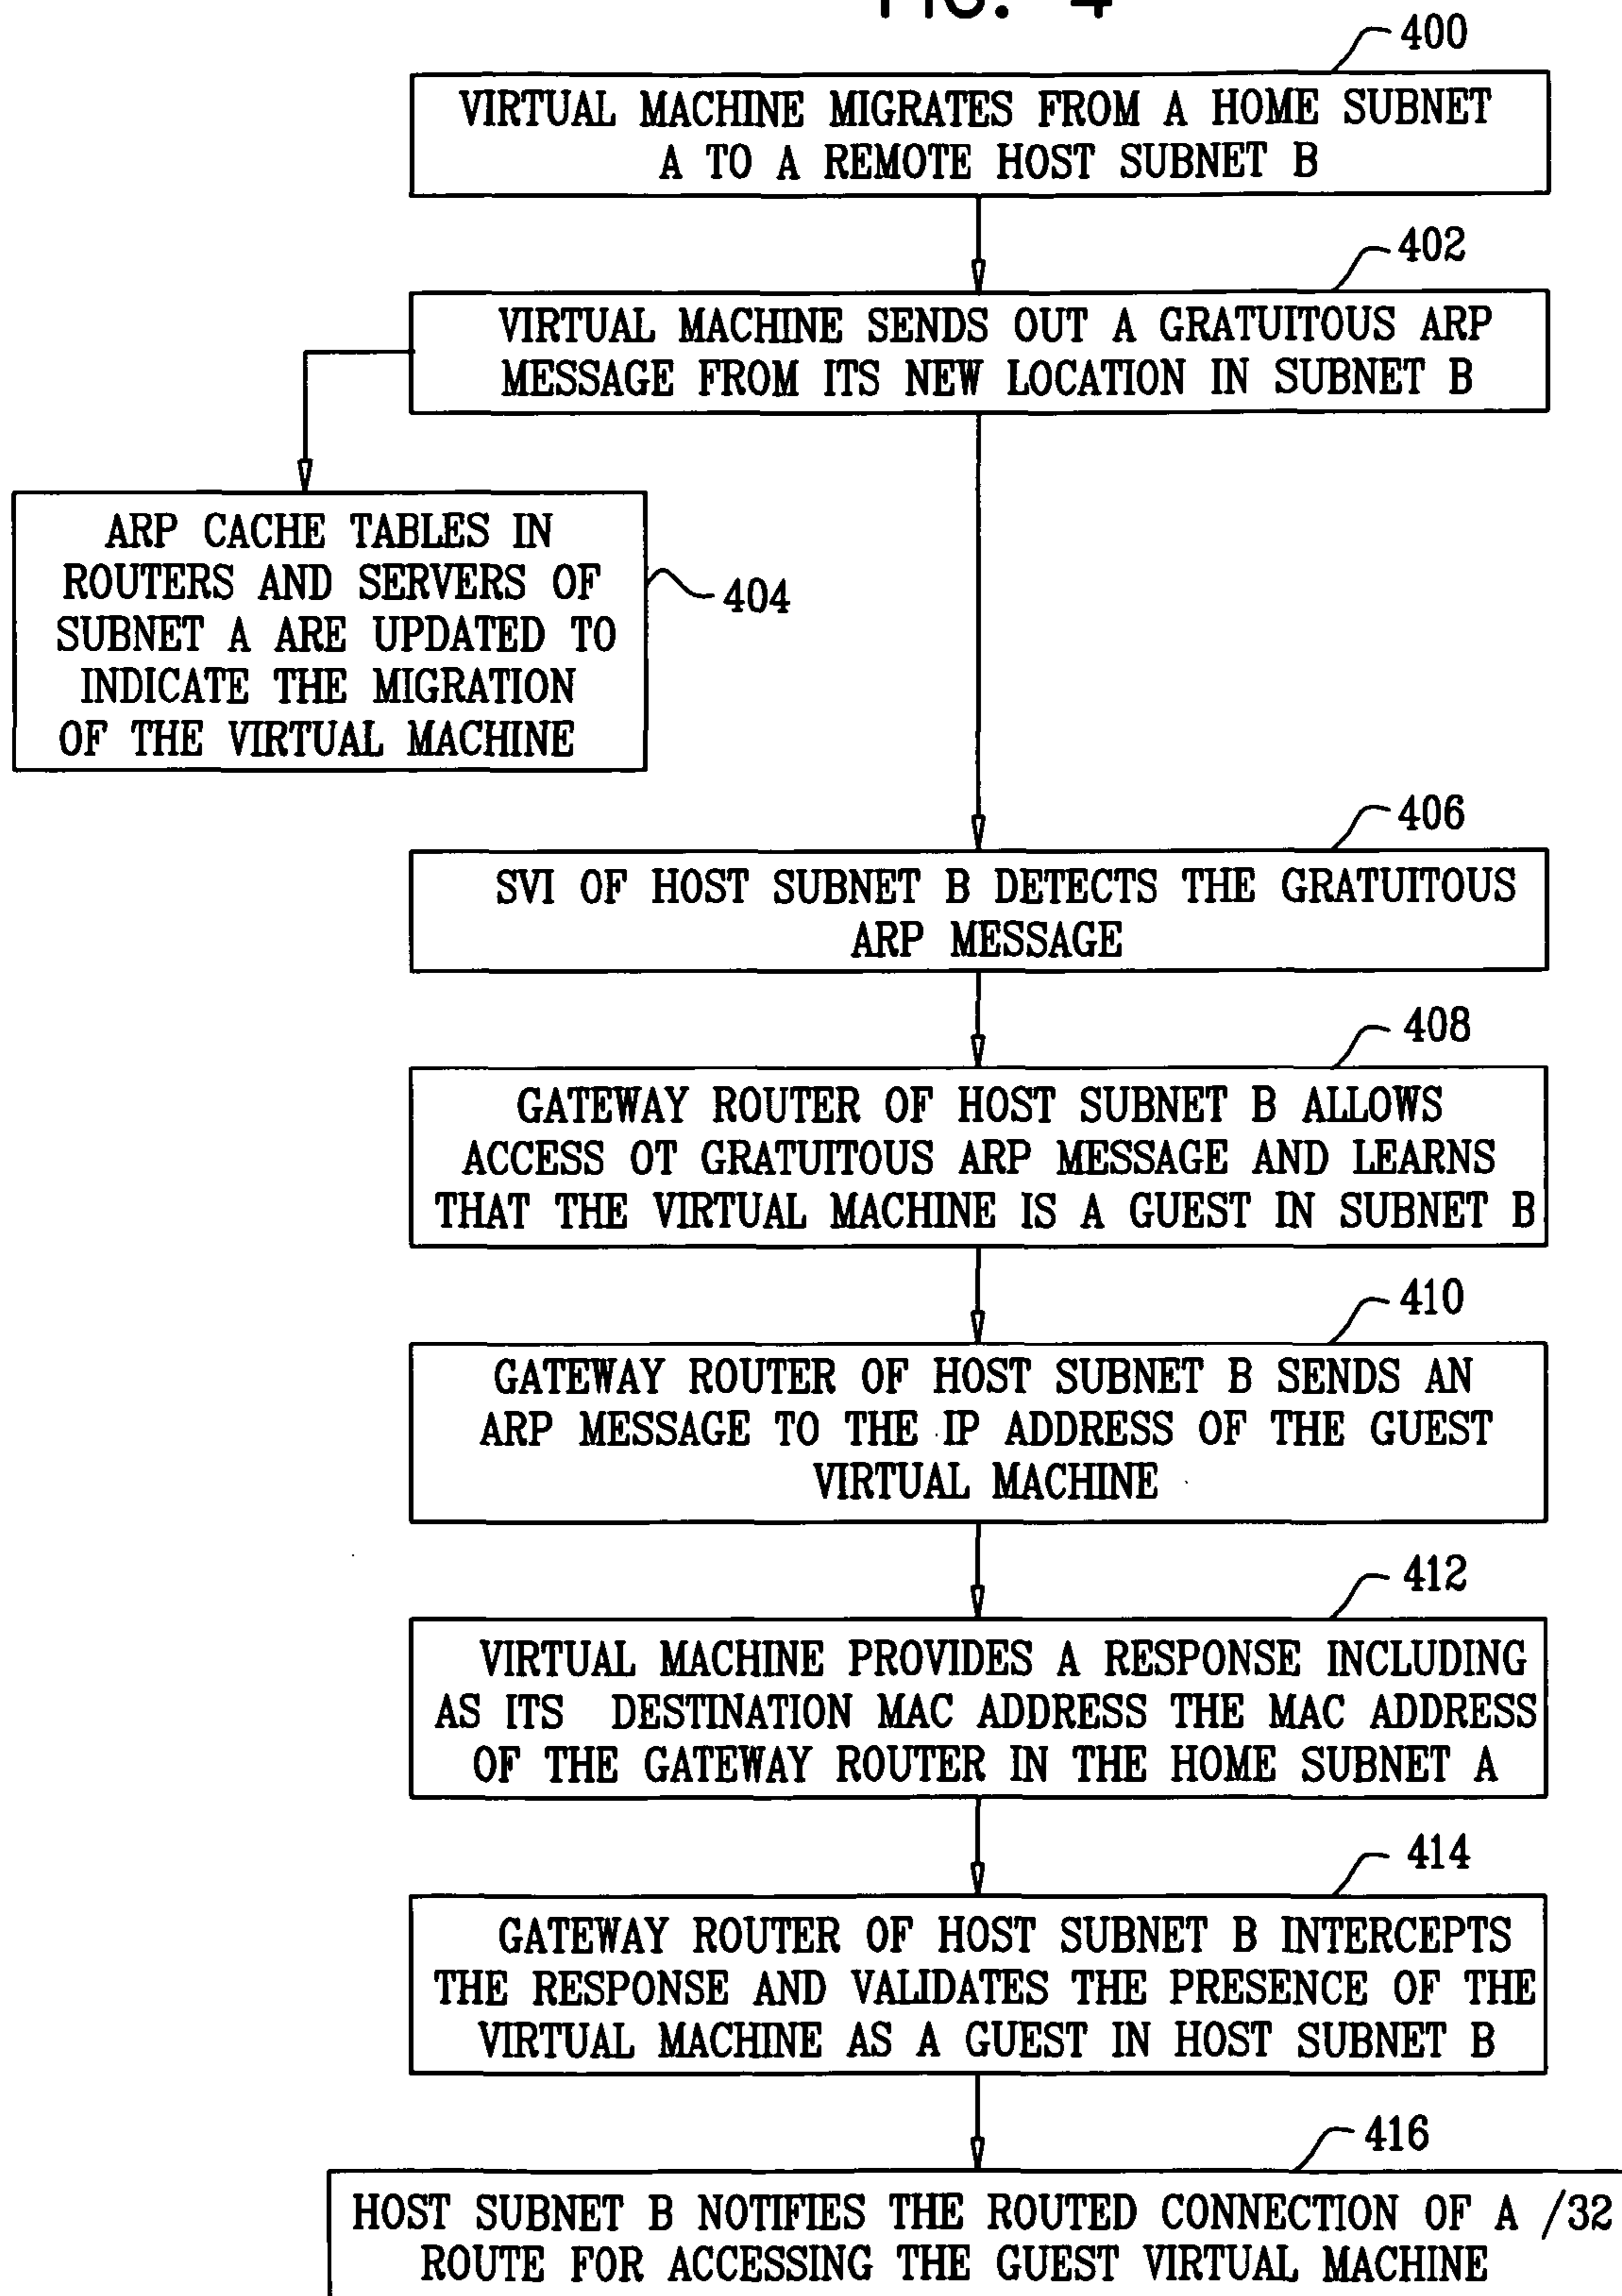 FIG. 4
400
VIRTUAL MACHINE MIGRATES FROM A HOME SUBNET
A TO A REMOTE HOST SUBNET B
402
VIRTUAL MACHINE SENDS OUT A GRATUITOUS ARP
MESSAGE FROM ITS NEW LOCATION IN SUBNET B
ARP CACHE TABLES IN
ROUTERS AND SERVERS OF
SUBNET A ARE UPDATED TO
INDICATE THE MIGRATION
OF THE VIRTUAL MACHINE
404
406
SVI OF HOST SUBNET B DETECTS THE GRATUITOUS
ARP MESSAGE
408
GATEWAY ROUTER OF HOST SUBNET B ALLOWS
ACCESS OT GRATUITOUS ARP MESSAGE AND LEARNS
THAT THE VIRTUAL MACHINE IS A GUEST IN SUBNET B
410
GATEWAY ROUTER OF HOST SUBNET B SENDS AN
ARP MESSAGE TO THE IP ADDRESS OF THE GUEST
VIRTUAL MACHINE
412
VIRTUAL MACHINE PROVIDES A RESPONSE INCLUDING
AS ITS DESTINATION MAC ADDRESS THE MAC ADDRESS
OF THE GATEWAY ROUTER IN THE HOME SUBNET A
414
GATEWAY ROUTER OF HOST SUBNET B INTERCEPTS
THE RESPONSE AND VALIDATES THE PRESENCE OF THE
VIRTUAL MACHINE AS A GUEST IN HOST SUBNET B
416
HOST SUBNET B NOTIFIES THE ROUTED CONNECTION OF A /32
ROUTE FOR ACCESSING THE GUEST VIRTUAL MACHINE